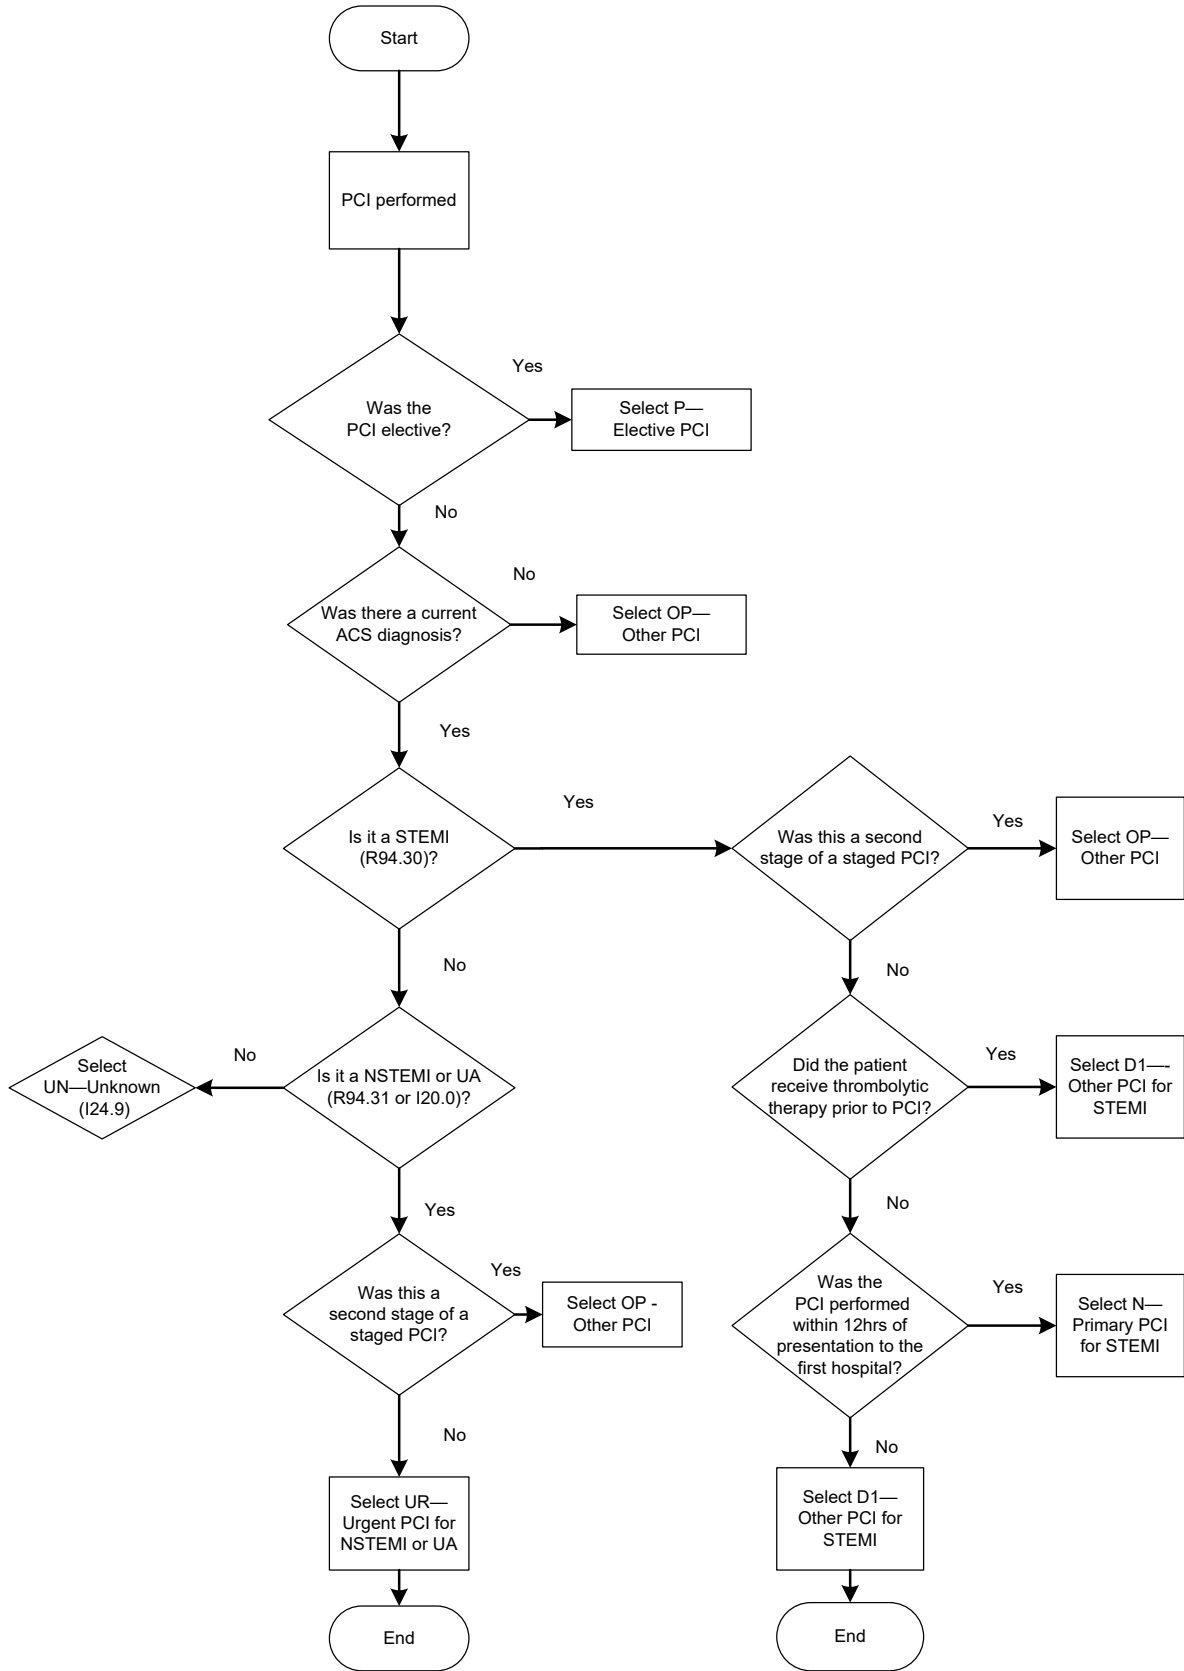 Start
PCI performed
Yes
Was the
PCI elective?
Select P—
Elective PCI
No
No
Was there a current
ACS diagnosis?
Select OP—
Other PCI
Yes
Is it a STEMI
(R94.30)?
Yes
Was this a second
stage of a staged PCI?
Yes
Select OP—
Other PCI
No
No
Select
UN—Unknown
(I24.9)
No
Is it a NSTEMI or UA
(R94.31 or I20.0)?
Did the patient
receive thrombolytic
therapy prior to PCI?
Yes
Select D1—-
Other PCI for
STEMI
Yes
No
Was this a
second stage of a
staged PCI?
Yes
Select OP -
Other PCI
Was the
PCI performed
within 12hrs of
presentation to the
first hospital?
Yes
Select N—
Primary PCI
for STEMI
No
No
Select UR—
Urgent PCI for
NSTEMI or UA
Select D1—
Other PCI for
STEMI
End
End